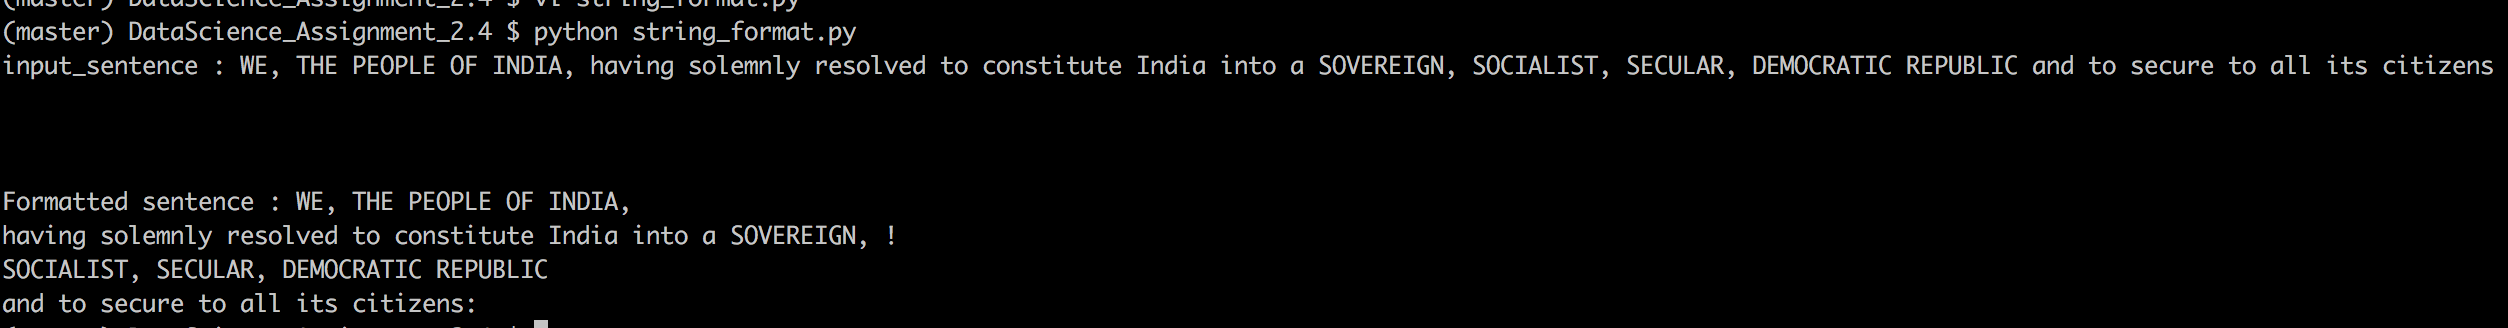 (master) DataScience_Assignment_2.4 $ vi string_format.py
(master) DataScience_Assignment_2.4 $ python string_format.py
input_sentence : WE, THE PEOPLE OF INDIA, having solemnly resolved to constitute India into a SOVEREIGN, SOCIALIST, SECULAR, DEMOCRATIC REPUBLIC and to secure to all its citizens
Formatted sentence : WE, THE PEOPLE OF INDIA,
having solemnly resolved to constitute India into a SOVEREIGN, !
SOCIALIST, SECULAR, DEMOCRATIC REPUBLIC
and to secure to all its citizens: